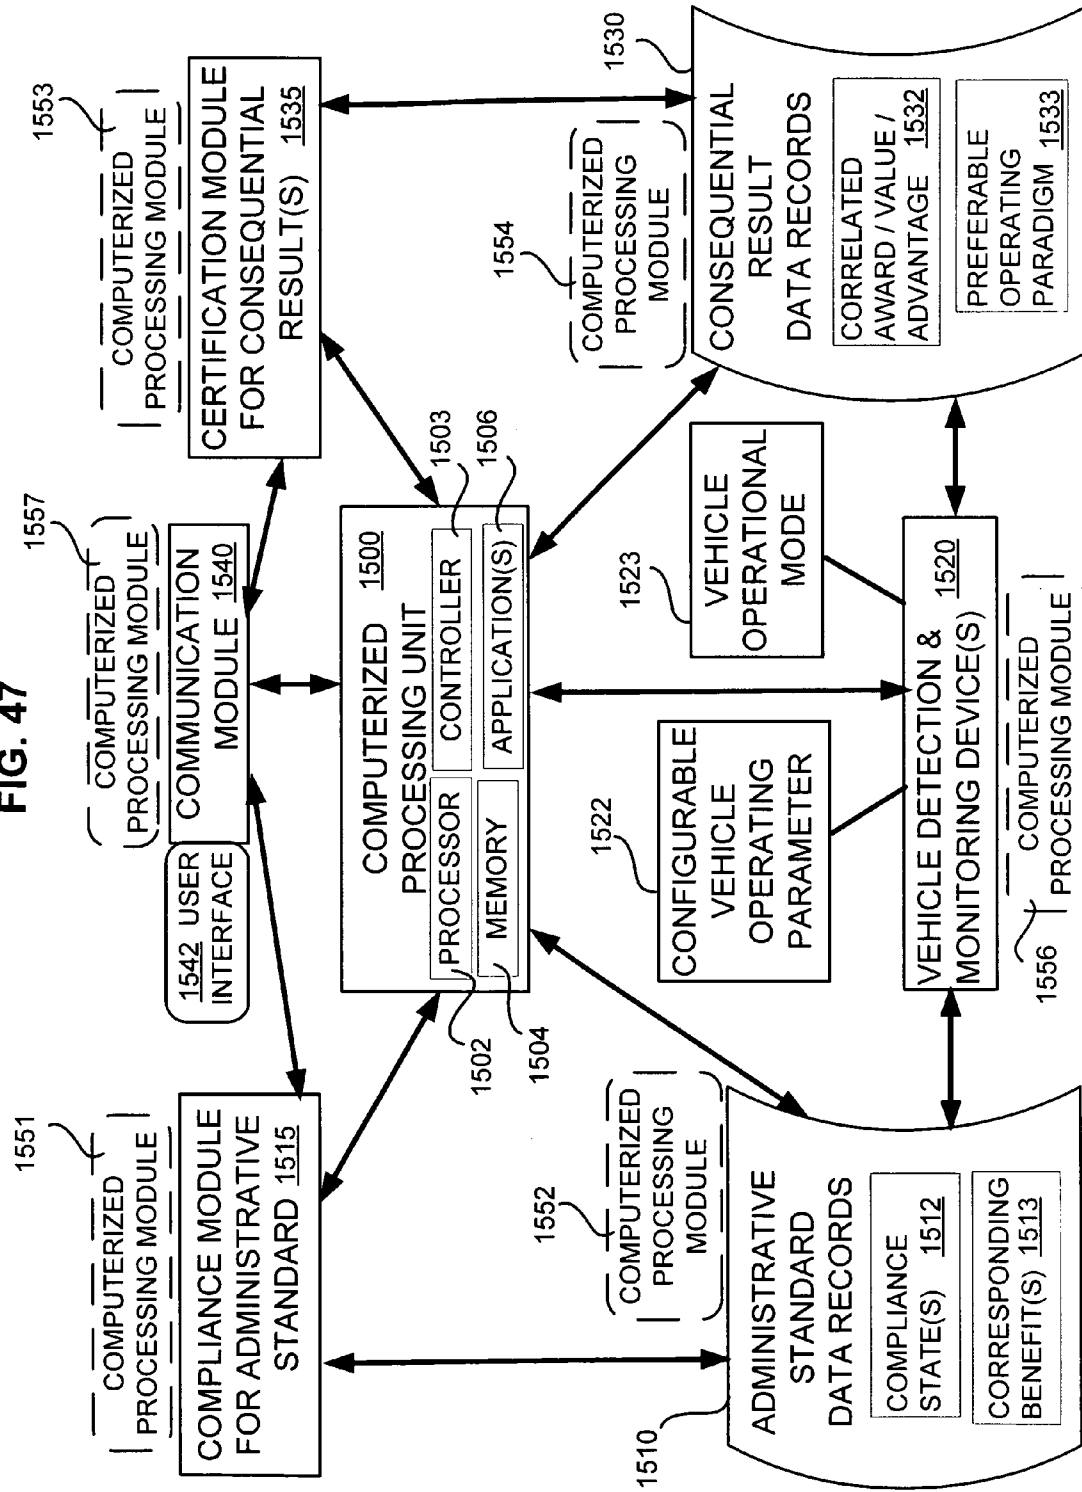 FIG. 47
1551
COMPUTERIZED
PROCESSING MODULE
COMPLIANCE MODULE
FOR ADMINISTRATIVE
STANDARD 1515
1557
COMPUTERIZED
PROCESSING MODULE
1542 USER
INTERFACE
COMMUNICATION
MODULE 1540
1553
COMPUTERIZED
PROCESSING MODULE
CERTIFICATION MODULE
FOR CONSEQUENTIAL
RESULT(S) 1535
COMPUTERIZED
PROCESSING UNIT 1500
PROCESSOR
CONTROLLER
MEMORY
APPLICATION(S)
1502
1504
1503
1506
1552
COMPUTERIZED
PROCESSING
MODULE
1510
ADMINISTRATIVE
STANDARD
DATA RECORDS
COMPLIANCE
STATE(S) 1512
CORRESPONDING
BENEFIT(S) 1513
1522
CONFIGURABLE
VEHICLE
OPERATING
PARAMETER
1523
VEHICLE
OPERATIONAL
MODE
VEHICLE DETECTION &
MONITORING DEVICE(S) 1520
1556
COMPUTERIZED
PROCESSING MODULE
1554
COMPUTERIZED
PROCESSING
MODULE
1530
CONSEQUENTIAL
RESULT
DATA RECORDS
CORRELATED
AWARD / VALUE /
ADVANTAGE 1532
PREFERABLE
OPERATING
PARADIGM 1533